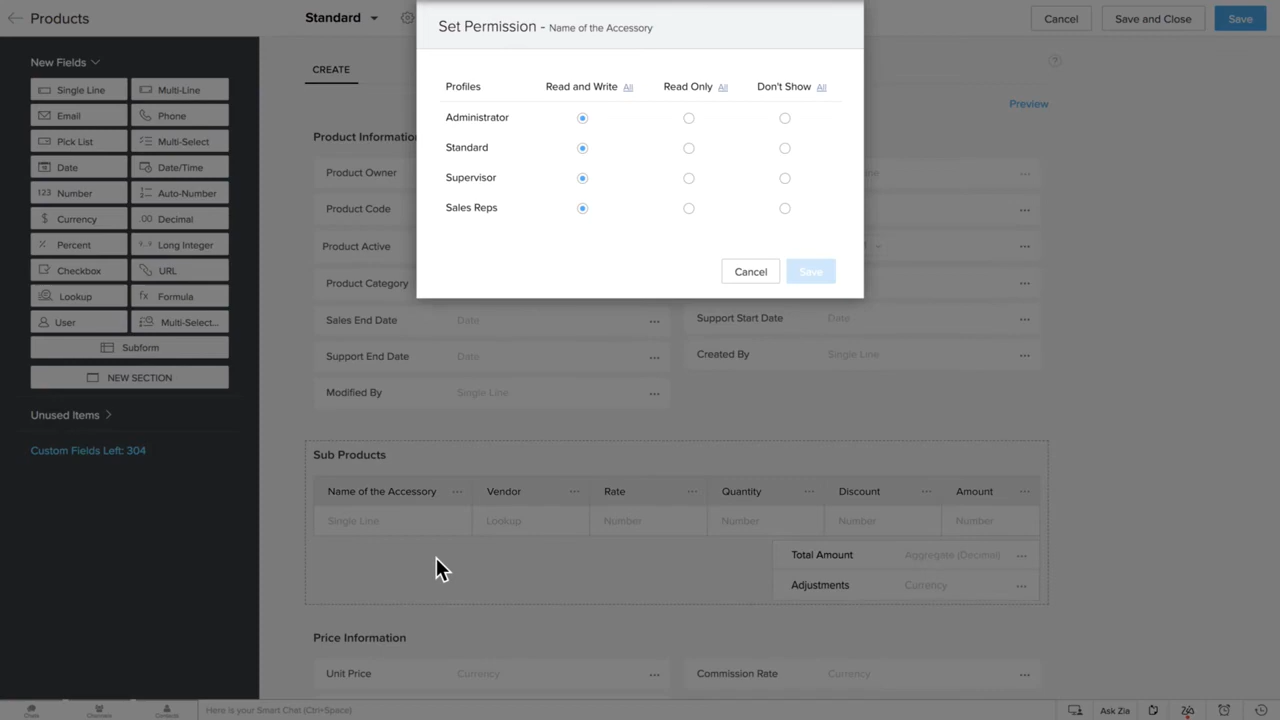 Products
Standard
Cancel
Save and Close
Save
Set Permission - Name of the Accessory
Profiles
Read and Write All
Read Only All
Don't Show All
Administrator
Standard
Supervisor
Sales Reps
Cancel
Save
New Fields
Single Line
Multi-Line
Email
Phone
Pick List
Multi-Select
Date
Date/Time
123 Number
Auto-Number
$ Currency
.00 Decimal
Percent
Long Integer
Checkbox
URL
Lookup
fx Formula
User
Multi-Select...
Subform
NEW SECTION
Unused Items
Custom Fields Left: 304
CREATE
?
Preview
Product Information
Product Owner
Product Code
Product Active
Product Category
Sales End Date Date
Support Start Date Date
Support End Date Date
Created By Single Line
Modified By Single Line
Sub Products
Name of the Accessory
Vendor
Rate
Quantity
Discount
Amount
Single Line
Lookup
Number
Number
Number
Number
Total Amount Aggregate (Decimal)
Adjustments Currency
Price Information
Unit Price Currency
Commission Rate Currency
Chats
Contacts
Here is your Smart Chat (Ctrl+Space)
Ask Zia